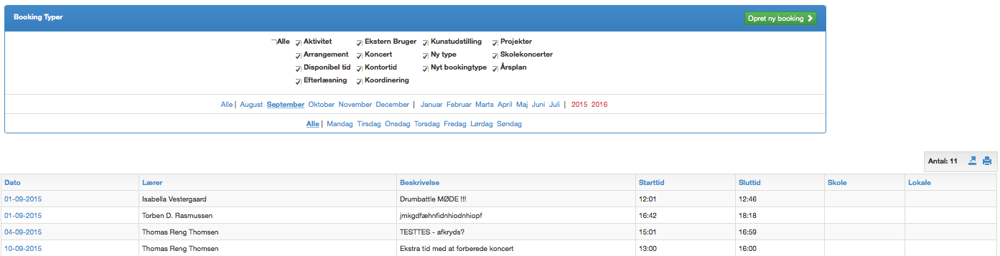 Booking Typer Opret ny booking
Alle Aktivitet Ekstern Bruger Kunstudstilling Projekter
Arrangement Koncert Ny type Skolekoncerter
Disponibel tid Kontortid Nyt bookingtype Årsplan
Efterlæsning Koordinering
Alle | August September Oktober November December | Januar Februar Marts April Maj Juni Juli | 2015 2016
Alle | Mandag Tirsdag Onsdag Torsdag Fredag Lørdag Søndag
Antal: 11
Dato Lærer Beskrivelse Starttid Sluttid Skole Lokale
01-09-2015 Isabella Vestergaard Drumbattle MØDE !!! 12:01 12:46
01-09-2015 Torben D. Rasmussen jmkgdfæhnfidnhiodnhiopf 16:42 18:18
04-09-2015 Thomas Reng Thomsen TESTTES - afkryds? 15:01 16:59
10-09-2015 Thomas Reng Thomsen Ekstra tid med at forberede koncert 13:00 16:00